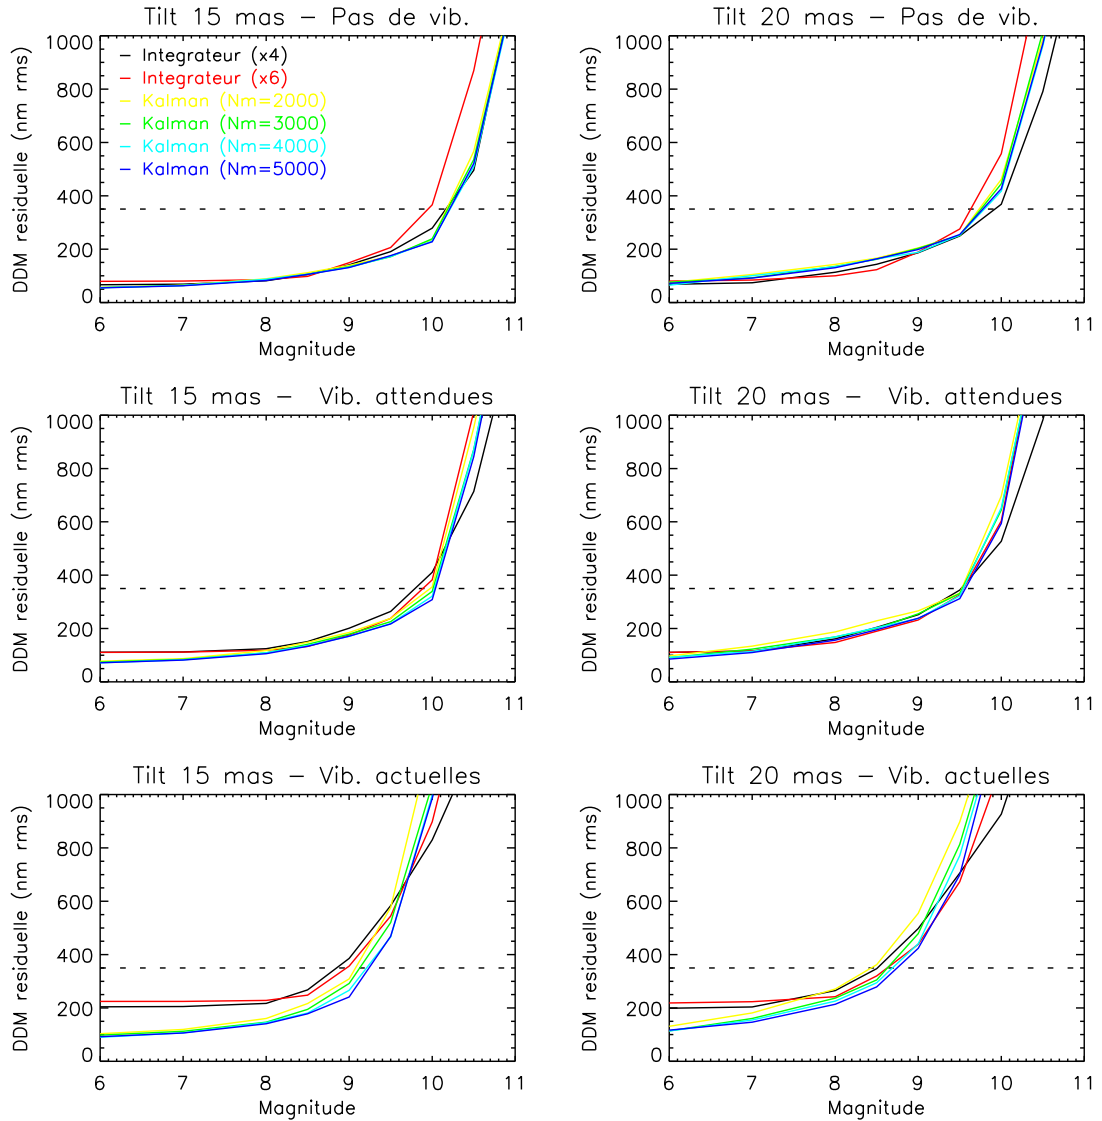 Tilt 15 mas – Pas de vib.
DDM residuelle (nm rms)
1000
800
600
400
200
0
Integrateur (x4)
Integrateur (x6)
Kalman (Nm=2000)
Kalman (Nm=3000)
Kalman (Nm=4000)
Kalman (Nm=5000)
6 7 8 9 10 11
Magnitude
Tilt 20 mas – Pas de vib.
DDM residuelle (nm rms)
1000
800
600
400
200
0
6 7 8 9 10 11
Magnitude
Tilt 15 mas – Vib. attendues
DDM residuelle (nm rms)
1000
800
600
400
200
0
6 7 8 9 10 11
Magnitude
Tilt 20 mas – Vib. attendues
DDM residuelle (nm rms)
1000
800
600
400
200
0
6 7 8 9 10 11
Magnitude
Tilt 15 mas – Vib. actuelles
DDM residuelle (nm rms)
1000
800
600
400
200
0
6 7 8 9 10 11
Magnitude
Tilt 20 mas – Vib. actuelles
DDM residuelle (nm rms)
1000
800
600
400
200
0
6 7 8 9 10 11
Magnitude